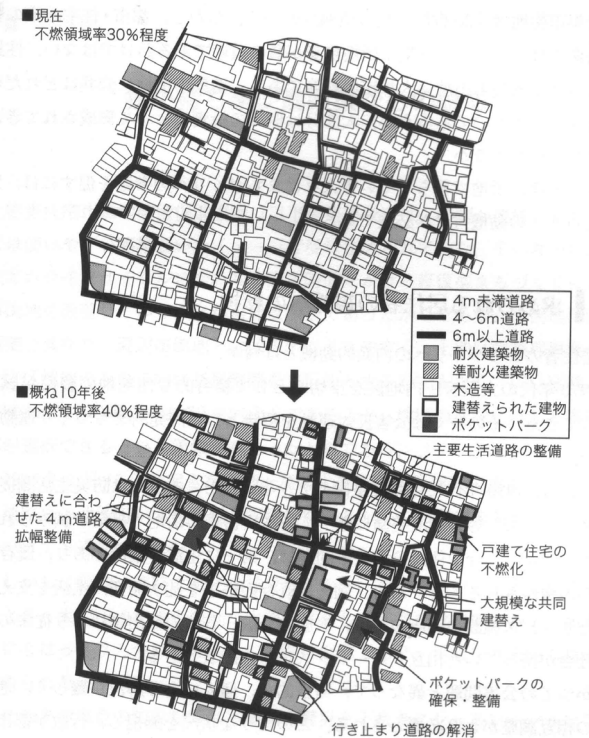 ■現在
不燃領域率30%程度
4m未満道路
4〜6m道路
6m以上道路
耐火建築物
準耐火建築物
木造等
建替えられた建物
ポケットパーク
■概ね10年後
不燃領域率40%程度
主要生活道路の整備
建替えに合わ
せた4m道路
拡幅整備
戸建て住宅の
不燃化
大規模な共同
建替え
ポケットパークの
確保・整備
行き止まり道路の解消